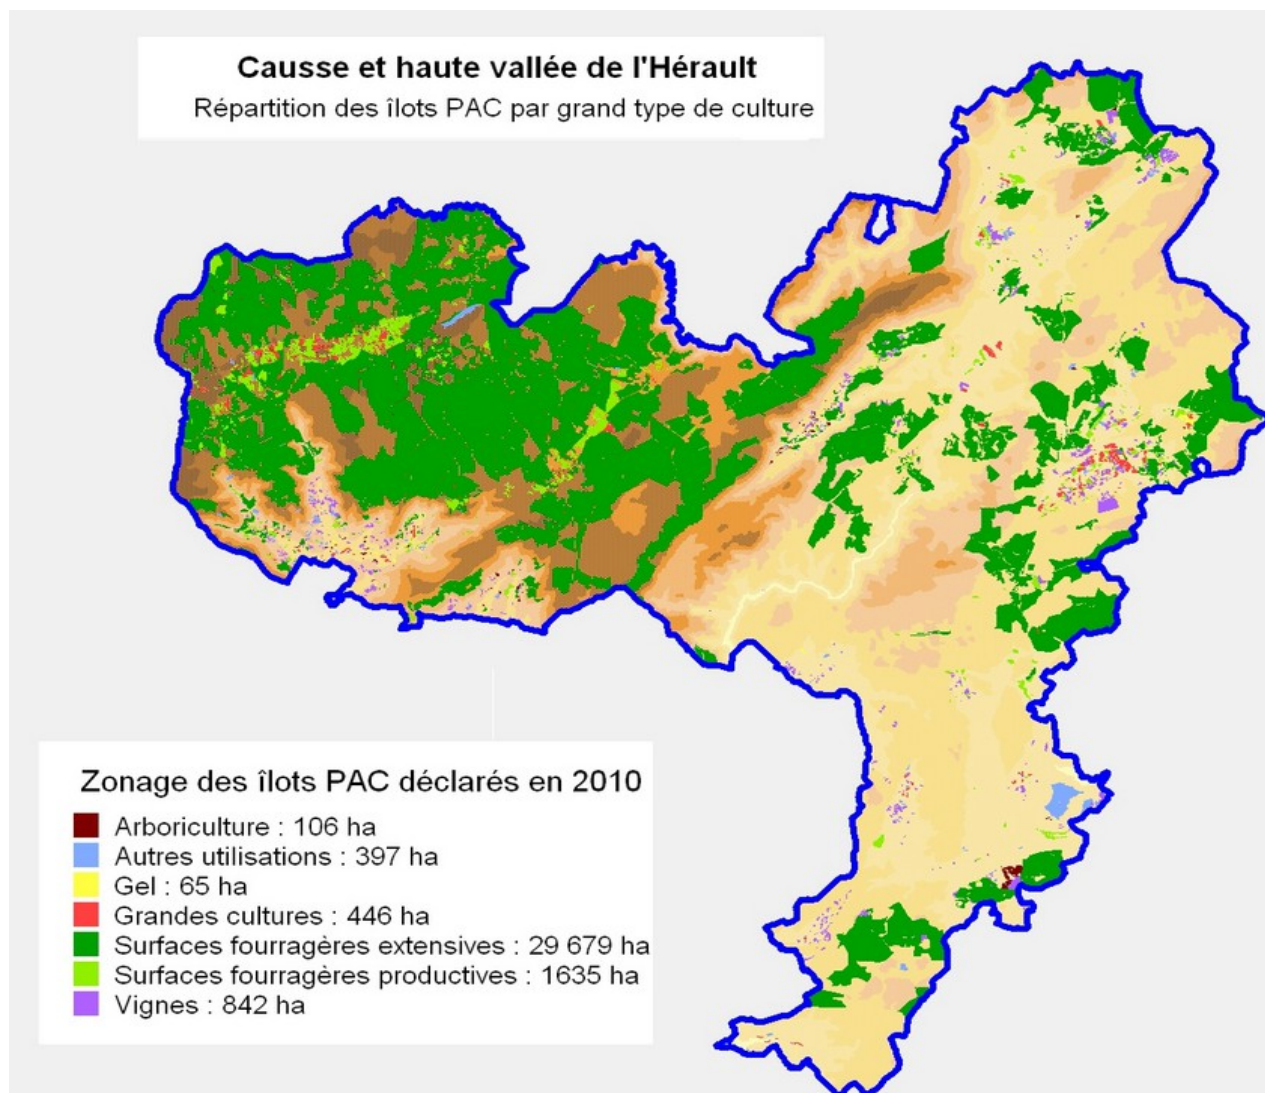 Causse et haute vallée de l'Hérault
Répartition des îlots PAC par grand type de culture
Zonage des îlots PAC déclarés en 2010
Arboriculture : 106 ha
Autres utilisations : 397 ha
Gel : 65 ha
Grandes cultures : 446 ha
Surfaces fourragères extensives : 29 679 ha
Surfaces fourragères productives : 1635 ha
Vignes : 842 ha